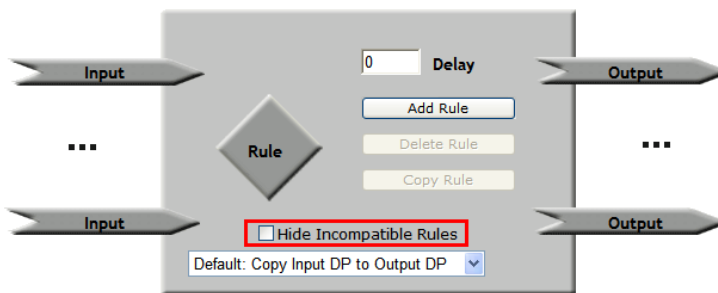 0 Delay
Input
Output
Add Rule
...
Rule
Delete Rule
...
Copy Rule
Input
Output
Hide Incompatible Rules
Default: Copy Input DP to Output DP